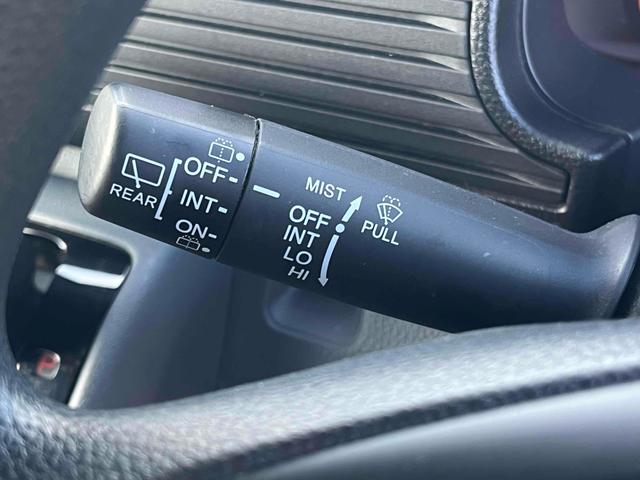 REAR
OFF
INT
ON
MIST
OFF
INT
LO
HI
PULL
P